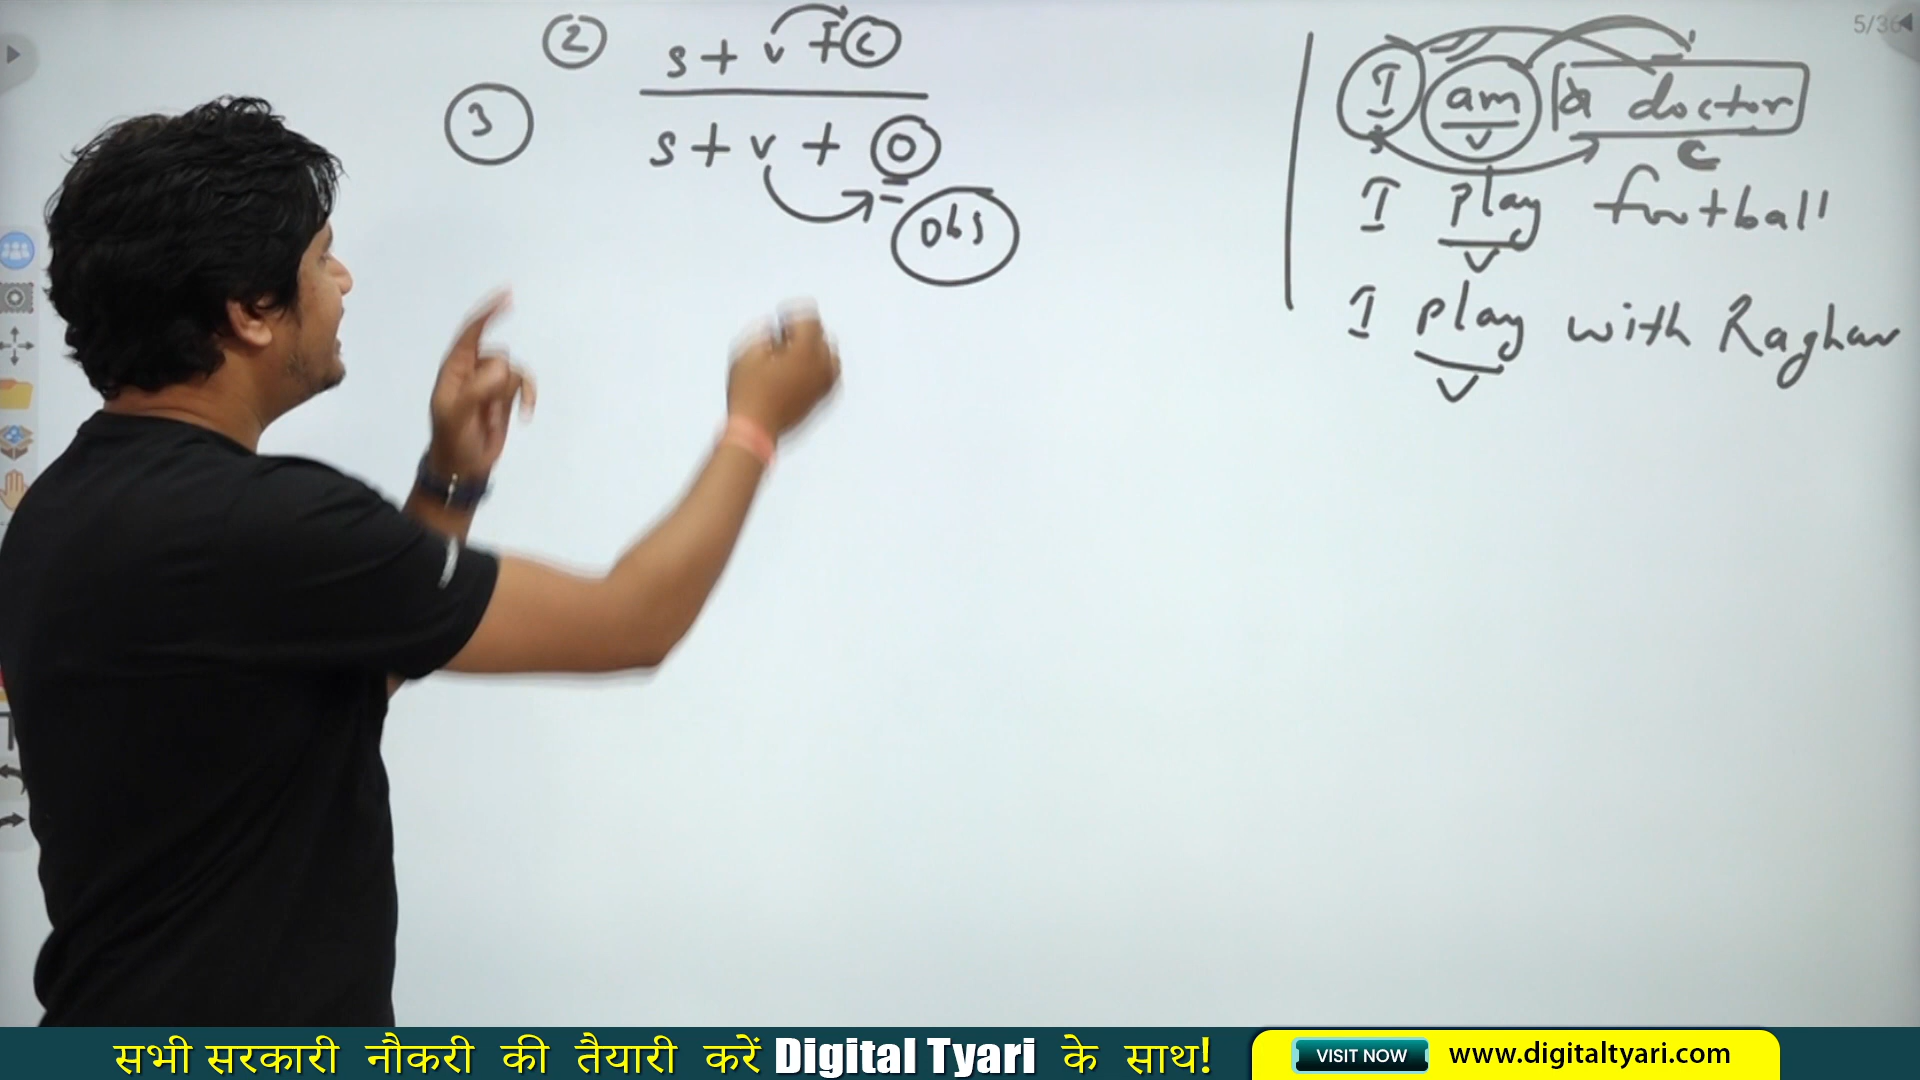 ② s + v + ©
③ s + v + O
obj
5/36
I am a doctor
s v c
I play football
v
I play with Raghav
v
सभी सरकारी नौकरी की तैयारी करें Digital Tyari के साथ!
VISIT NOW www.digitaltyari.com